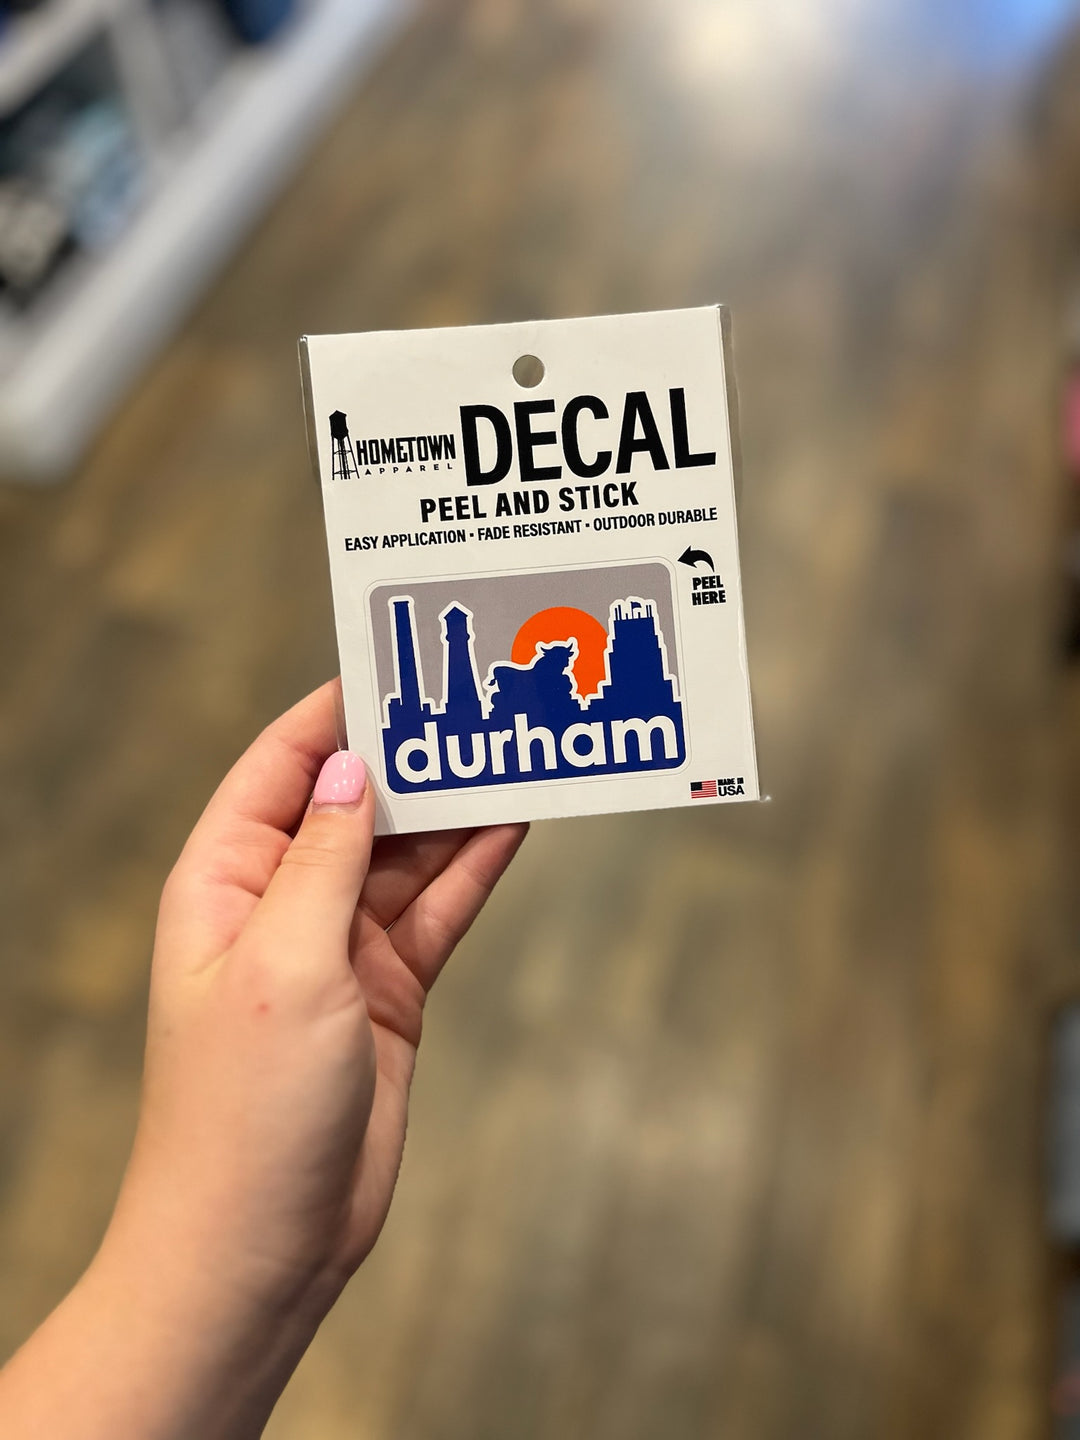 HOMETOWN
APPAREL
DECAL
PEEL AND STICK
EASY APPLICATION • FADE RESISTANT • OUTDOOR DURABLE
PEEL
HERE
durham
MADE IN
USA